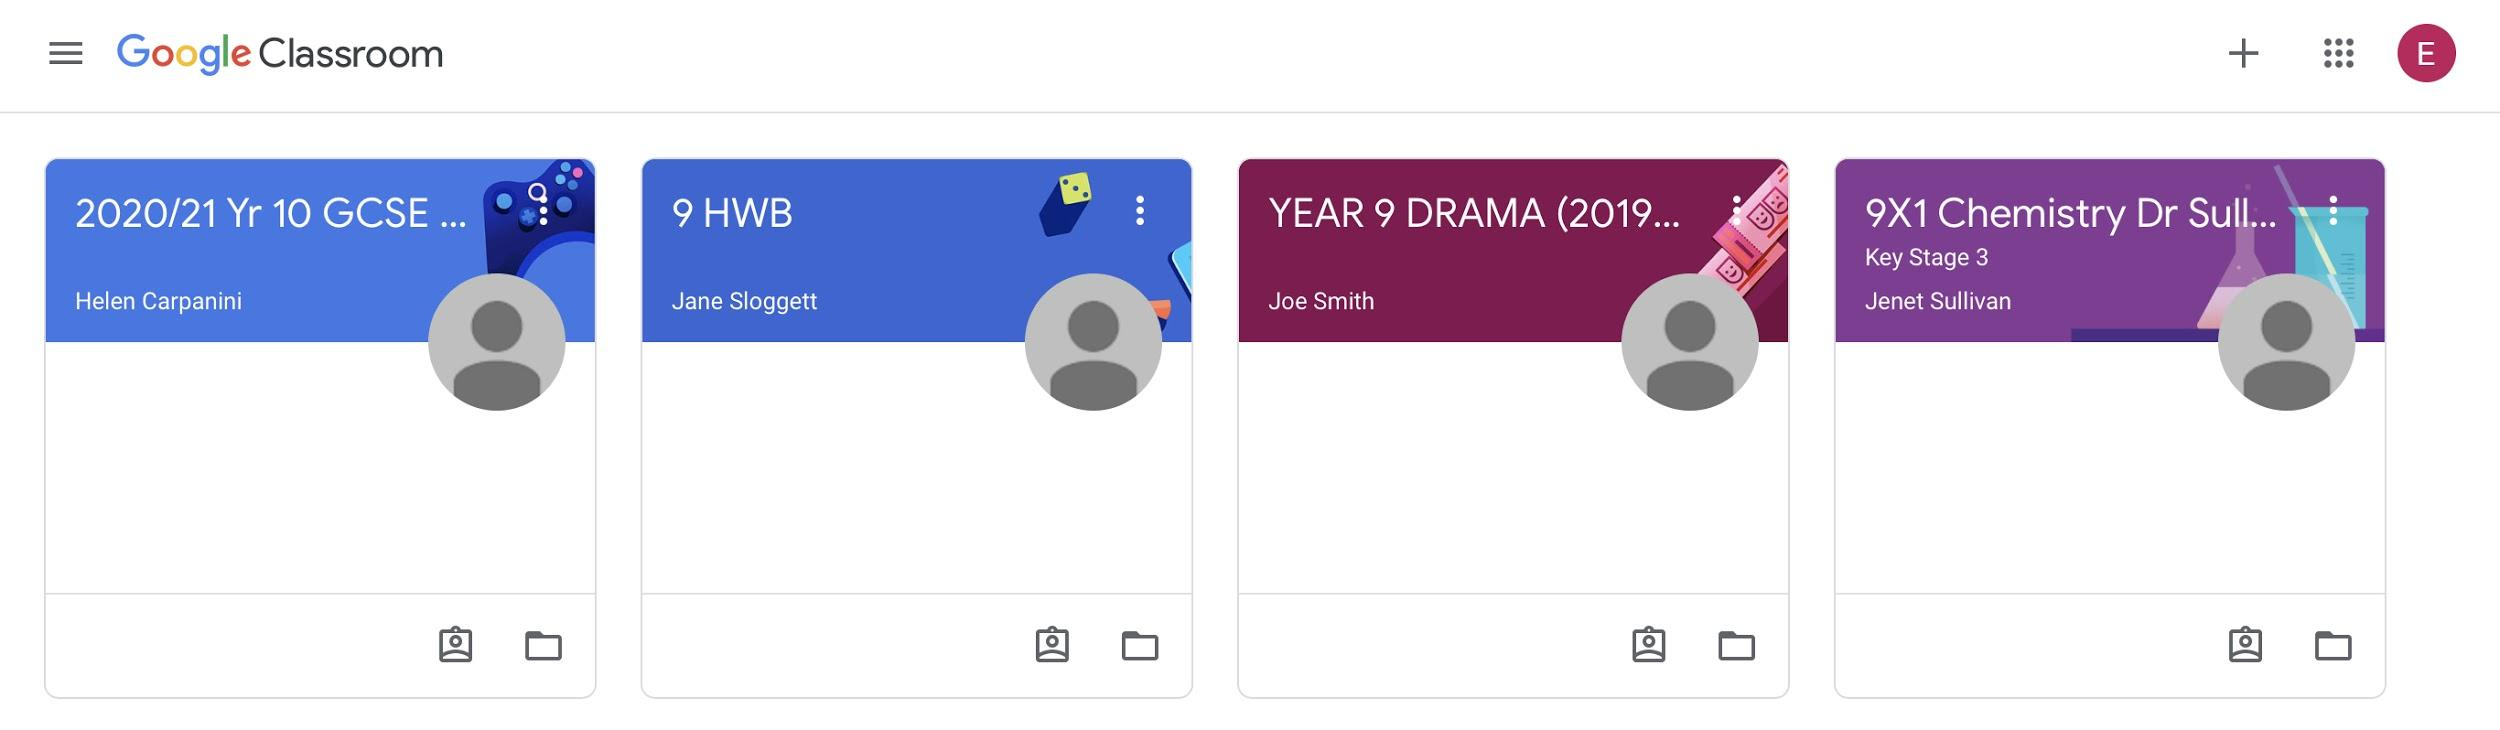 Google Classroom
E
2020/21 Yr 10 GCSE ...
Helen Carpanini
9 HWB
Jane Sloggett
YEAR 9 DRAMA (2019...
Joe Smith
9X1 Chemistry Dr Sull...
Key Stage 3
Jenet Sullivan